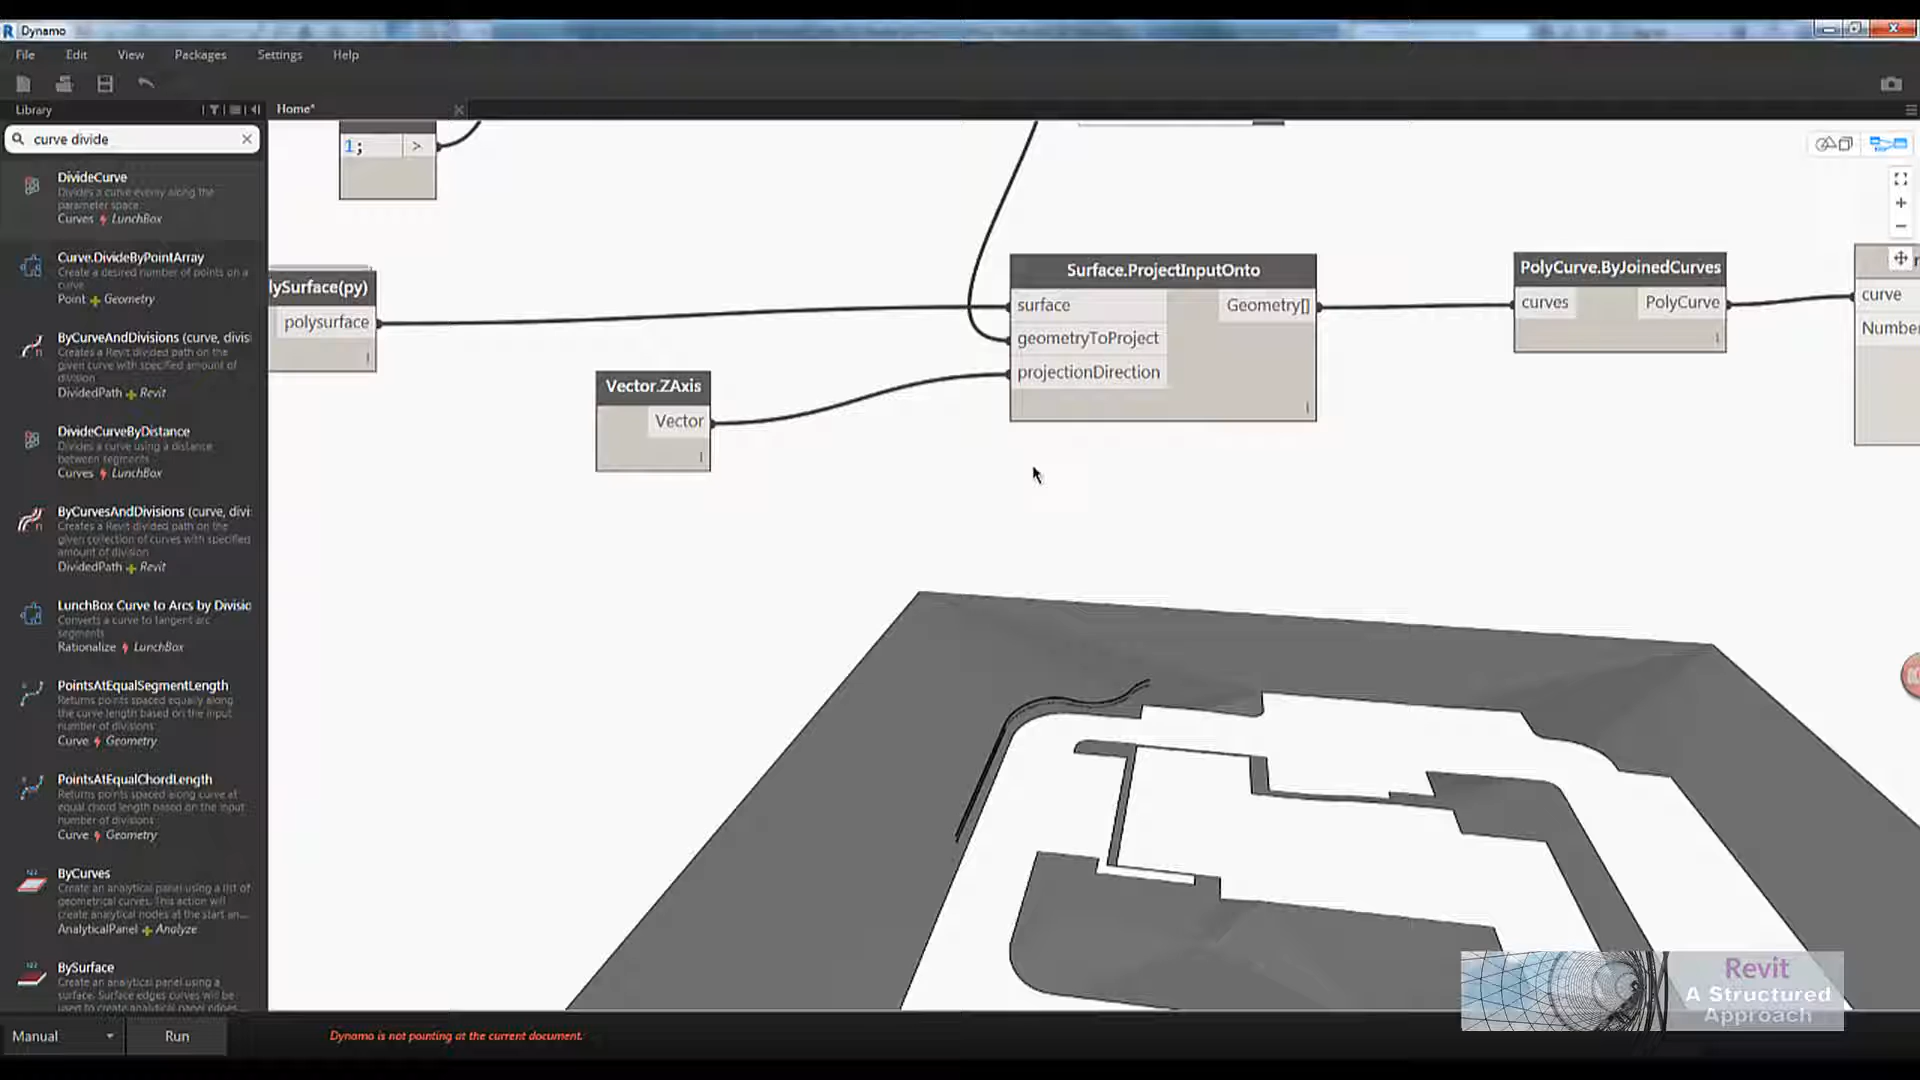 Dynamo
File Edit View Packages Settings Help
Library
Home*
curve divide
DivideCurve
Divides a curve evenly along the
parameter space
Curves LunchBox
Curve.DivideByPointArray
Create a desired number of points on a
curve
Point Geometry
ByCurveAndDivisions (curve, divis
Creates a Revit divided path on the
given curve with specified amount of
division
DividedPath Revit
DivideCurveByDistance
Divides a curve using a distance
between segments
Curves LunchBox
ByCurvesAndDivisions (curve, divi
Creates a Revit divided path on the
given collection of curves with specified
amount of division
DividedPath Revit
LunchBox Curve to Arcs by Divisic
Converts a curve to tangent arc
segments
Rationalize LunchBox
PointsAtEqualSegmentLength
Returns points spaced equally along
the curve length based on the input
number of divisions
Curve Geometry
PointsAtEqualChordLength
Returns points spaced along curve at
equal chord length based on the input
number of divisions
Curve Geometry
ByCurves
Create an analytical panel using a list of
geometrical curves. This action will
create analytical nodes at the start an...
AnalyticalPanel Analyze
BySurface
Create an analytical panel using a
surface. Surface edges curves will be
used to create analytical panel edges.
1; >
lySurface(py)
polysurface
Vector.ZAxis
Vector
Surface.ProjectInputOnto
surface Geometry[]
geometryToProject
projectionDirection
PolyCurve.ByJoinedCurves
curves PolyCurve
curve
Number
Revit
A Structured
Approach
Manual Run
Dynamo is not pointing at the current document.